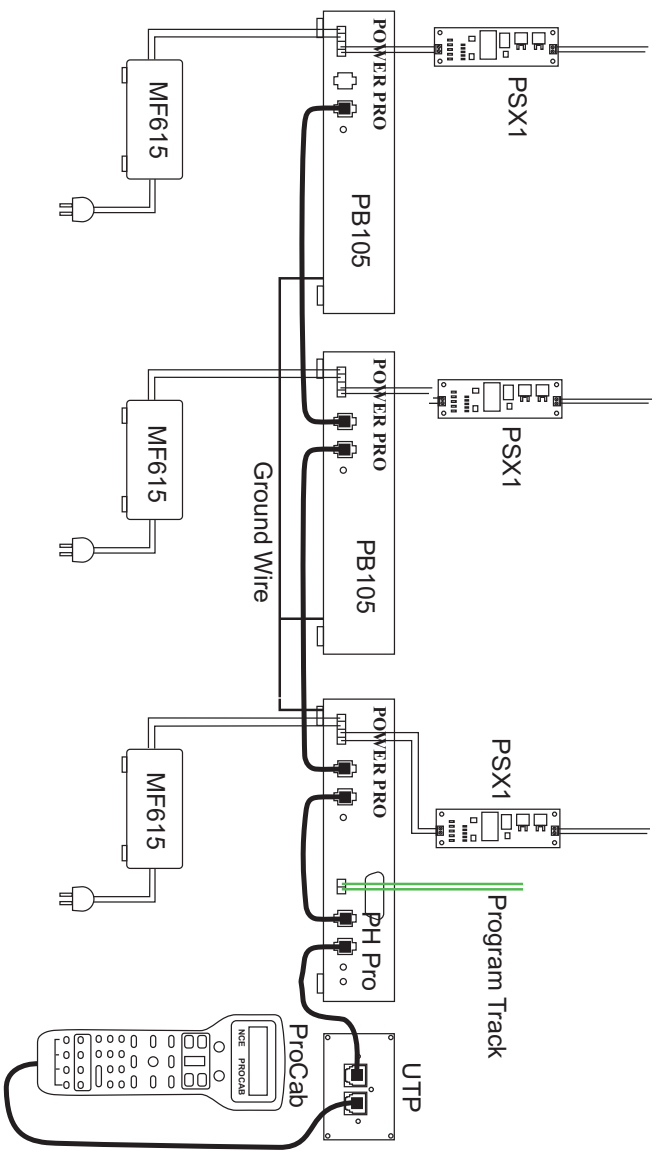 PSX1
POWER PRO
PB105
MF615
PSX1
POWER PRO
PB105
MF615
Ground Wire
PSX1
POWER PRO
PH Pro
MF615
Program Track
UTP
ProCab
NCE PROCAB